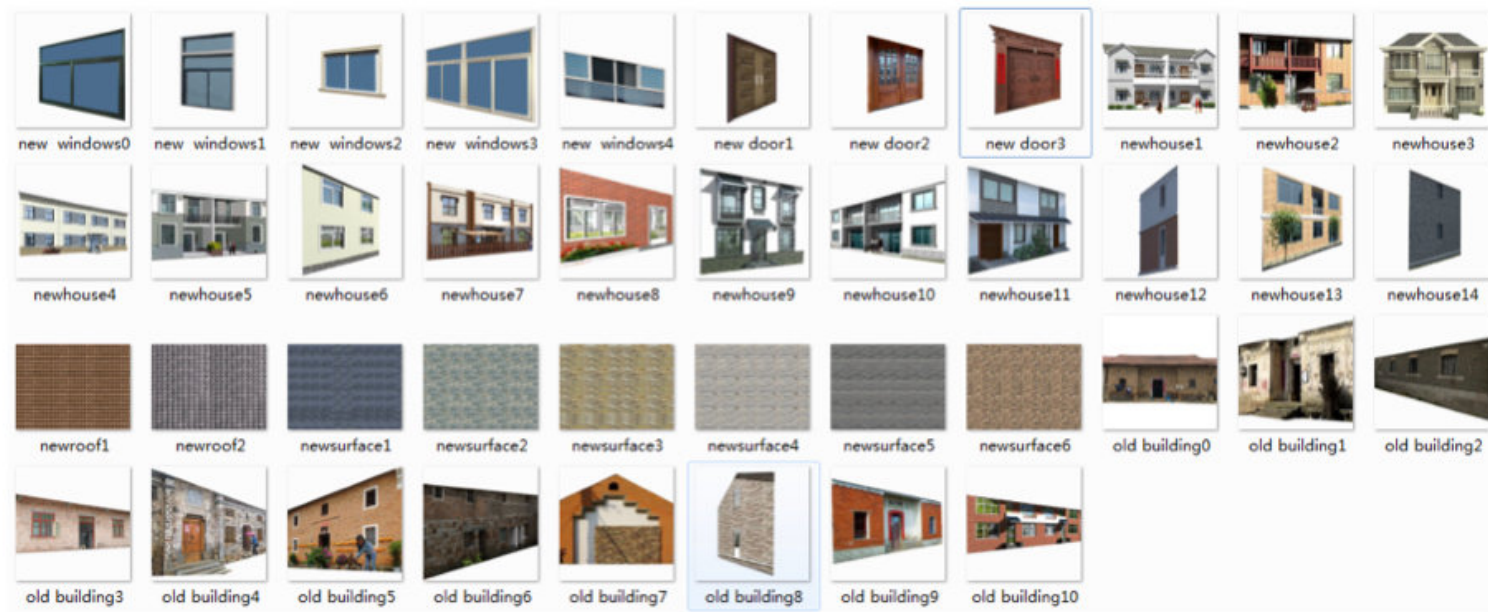 new windows0 new windows1 new windows2 new windows3 new windows4 new door1 new door2 new door3 newhouse1 newhouse2 newhouse3
newhouse4 newhouse5 newhouse6 newhouse7 newhouse8 newhouse9 newhouse10 newhouse11 newhouse12 newhouse13 newhouse14
newroof1 newroof2 newsurface1 newsurface2 newsurface3 newsurface4 newsurface5 newsurface6 old building0 old building1 old building2
old building3 old building4 old building5 old building6 old building7 old building8 old building9 old building10